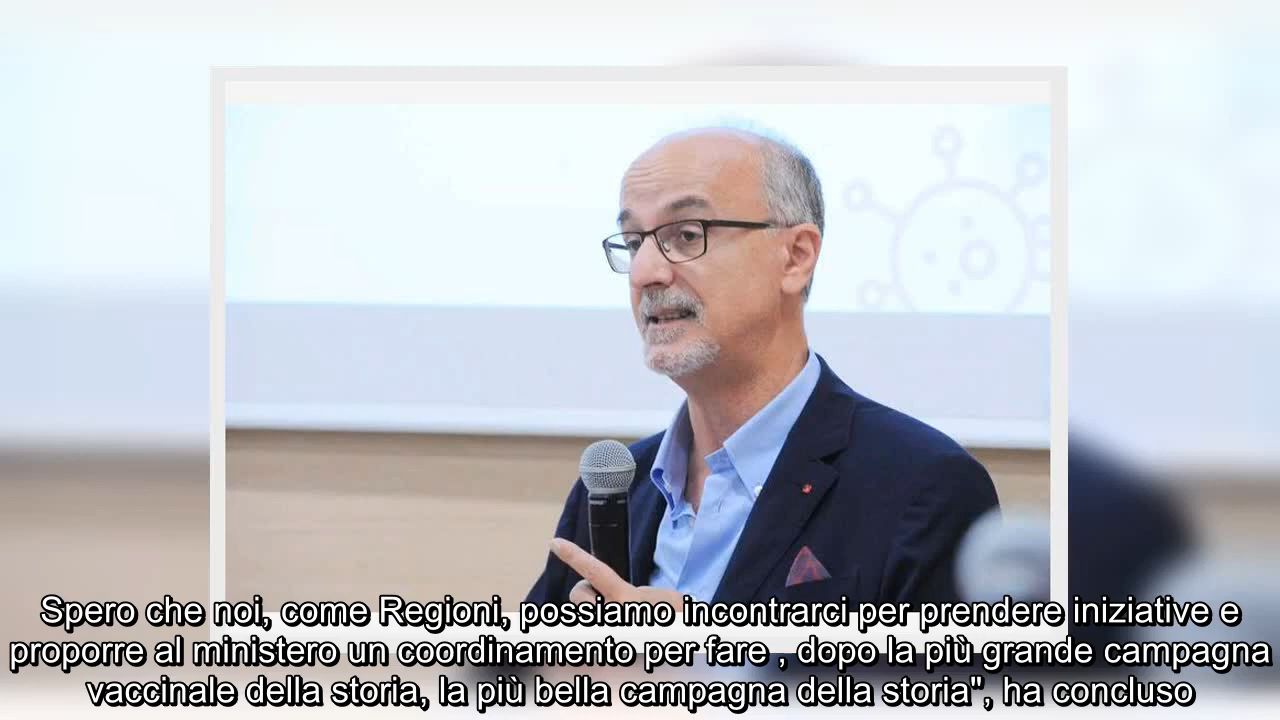 Spero che noi, come Regioni, possiamo incontrarci per prendere iniziative e
proporre al ministero un coordinamento per fare , dopo la più grande campagna
vaccinale della storia, la più bella campagna della storia", ha concluso